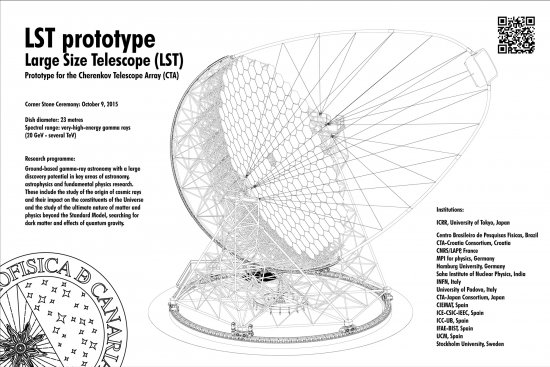 LST prototype
Large Size Telescope (LST)
Prototype for the Cherenkov Telescope Array (CTA)
Corner Stone Ceremony: October 9, 2015
Dish diameter: 23 metres
Spectral range: very-high-energy gamma rays
(20 GeV - several TeV)
Research programme:
Ground-based gamma-ray astronomy with a large
discovery potential in key areas of astronomy,
astrophysics and fundamental physics research.
These include the study of the origin of cosmic rays
and their impact on the constituents of the Universe
and the study of the ultimate nature of matter and
physics beyond the Standard Model, searching for
dark matter and effects of quantum gravity.
OFISICA D CANARIA
Institutions:
ICRR, University of Tokyo, Japan
Centro Brasileiro de Pesquisas Físicas, Brazil
CTA-Croatia Consortium, Croatia
CNRS/LAPP, France
MPI for physics, Germany
Hamburg University, Germany
Saha Institute of Nuclear Physics, India
INFN, Italy
University of Padova, Italy
CTA-Japan Consortium, Japan
CIEMAT, Spain
ICE-CSIC-IEEC, Spain
ICC-UB, Spain
IFAE-BIST, Spain
UCM, Spain
Stockholm University, Sweden